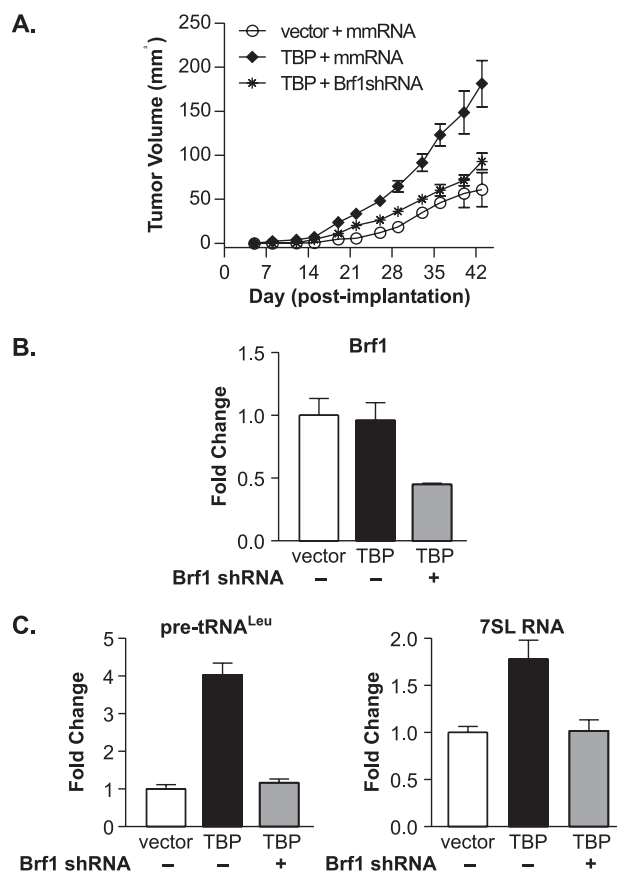 A.
Tumor Volume (mm³)
250
200
150
100
50
0
vector + mmRNA
TBP + mmRNA
TBP + Brf1shRNA
0 7 14 21 28 35 42
Day (post-implantation)
B.
Brf1
Fold Change
1.5
1.0
0.5
0.0
vector TBP TBP
Brf1 shRNA – – +
C.
pre-tRNA^Leu
Fold Change
5
4
3
2
1
0
vector TBP TBP
Brf1 shRNA – – +
7SL RNA
Fold Change
2.0
1.5
1.0
0.5
0.0
vector TBP TBP
Brf1 shRNA – – +